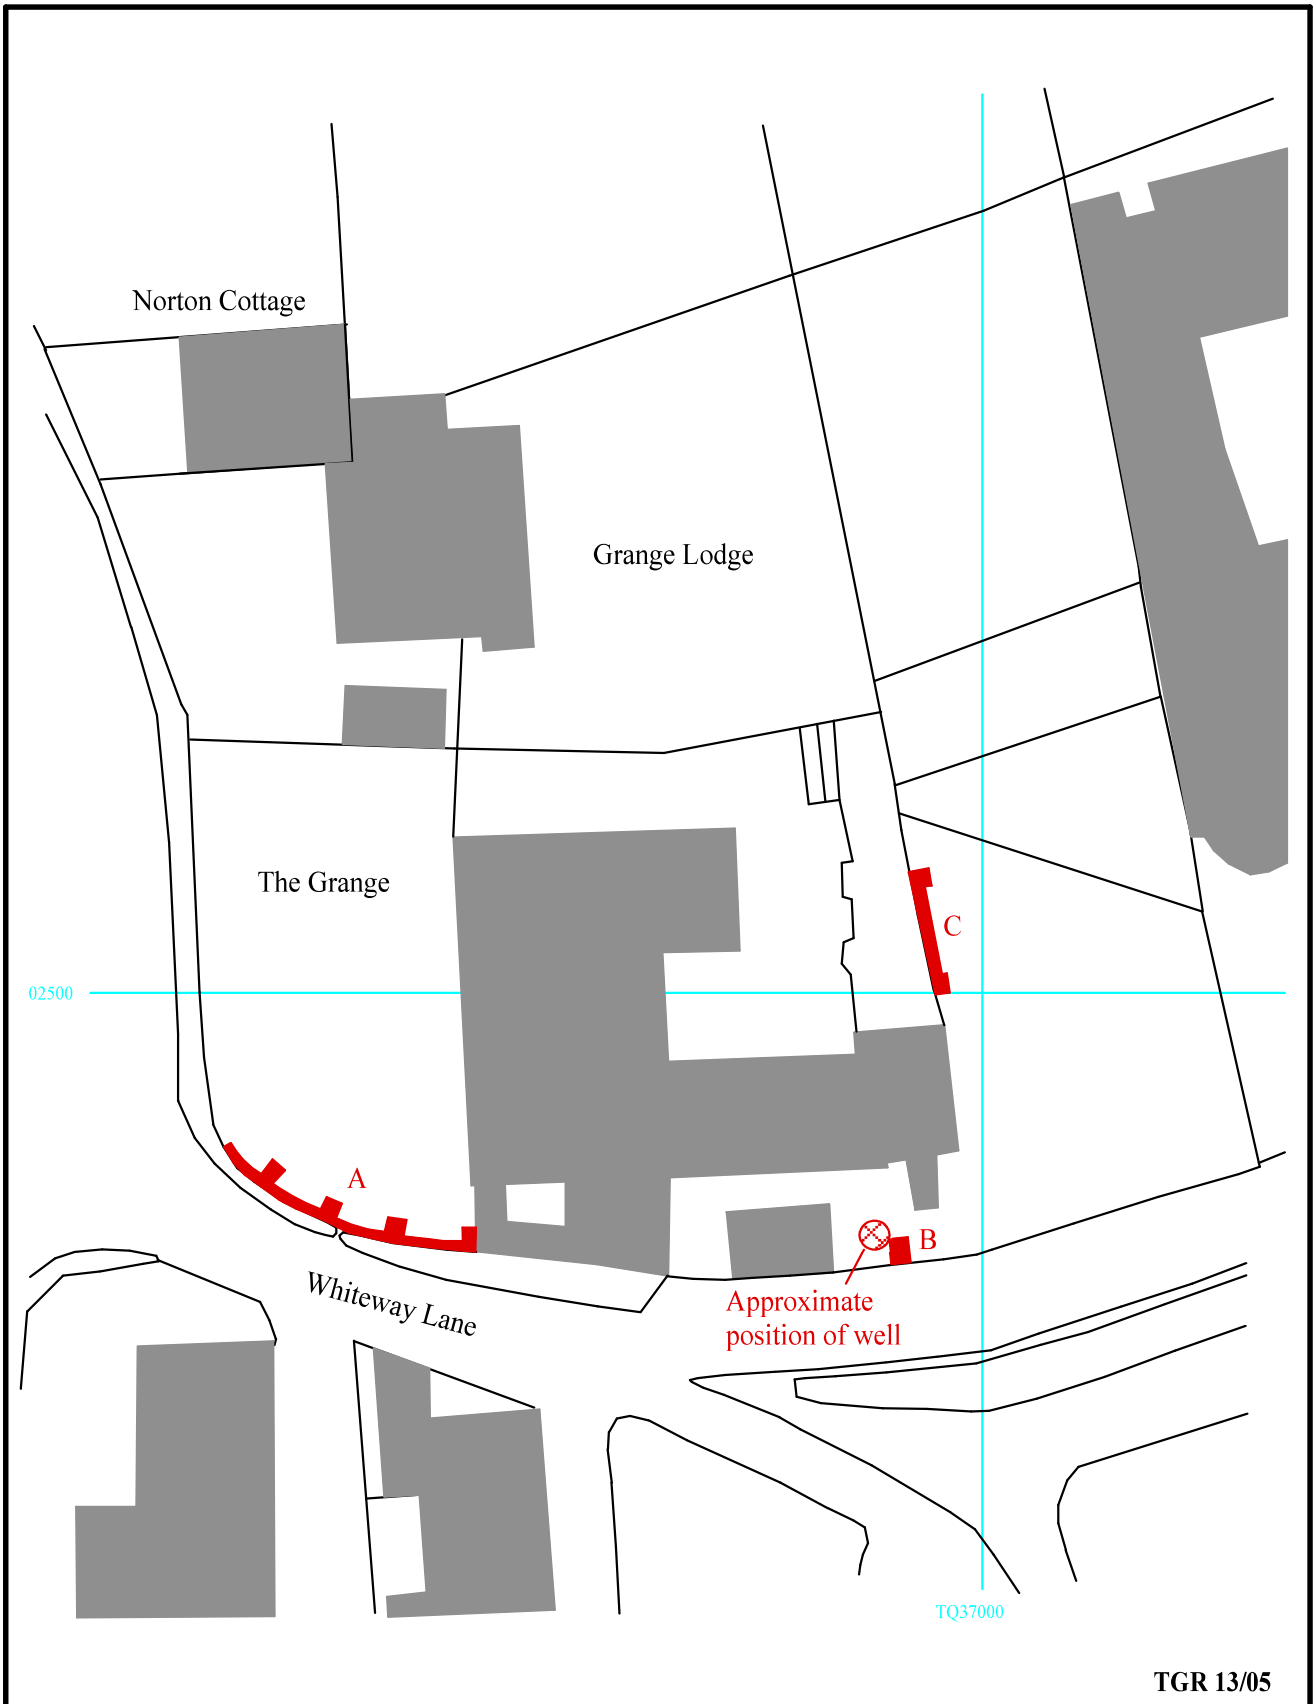 Norton Cottage
Grange Lodge
The Grange
C
02500
A
B
Approximate
position of well
Whiteway Lane
TQ37000
TGR 13/05